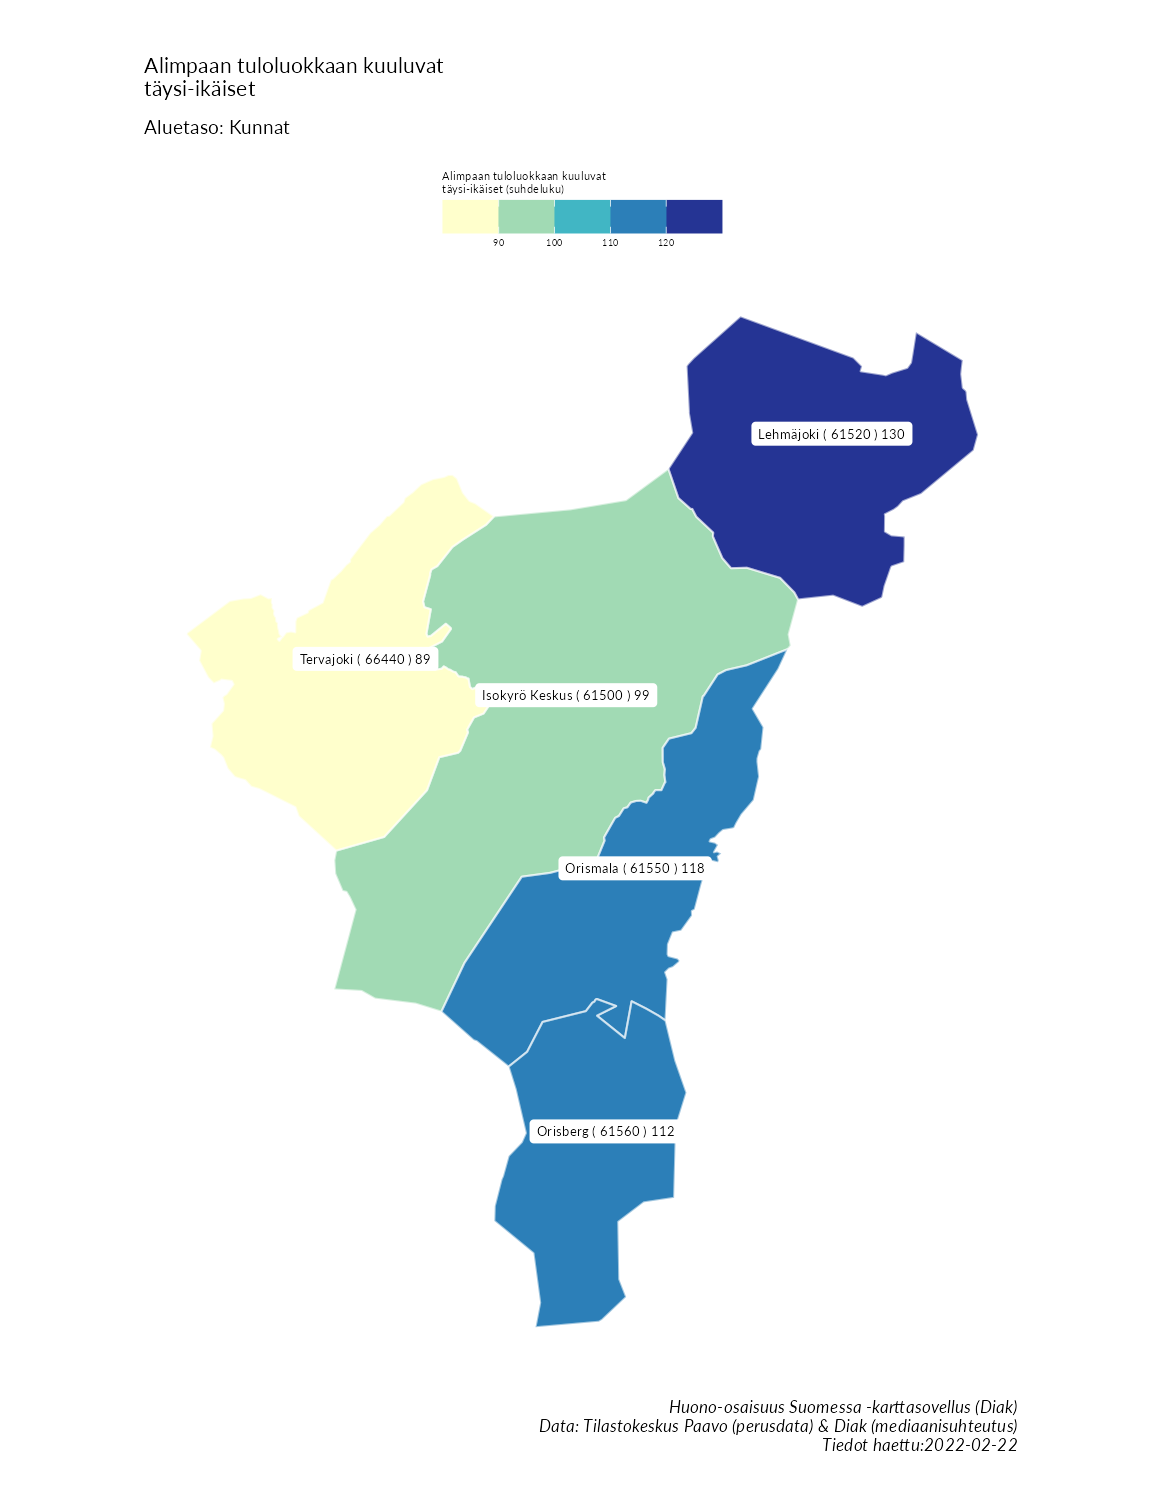 Alimpaan tuloluokkaan kuuluvat
täysi-ikäiset
Aluetaso: Kunnat
Alimpaan tuloluokkaan kuuluvat
täysi-ikäiset (suhdeluku)
90 100 110 120
Lehmäjoki ( 61520 ) 130
Tervajoki ( 66440 ) 89
Isokyrö Keskus ( 61500 ) 99
Orismala ( 61550 ) 118
Orisberg ( 61560 ) 112
Huono-osaisuus Suomessa -karttasovellus (Diak)
Data: Tilastokeskus Paavo (perusdata) & Diak (mediaanisuhteutus)
Tiedot haettu:2022-02-22